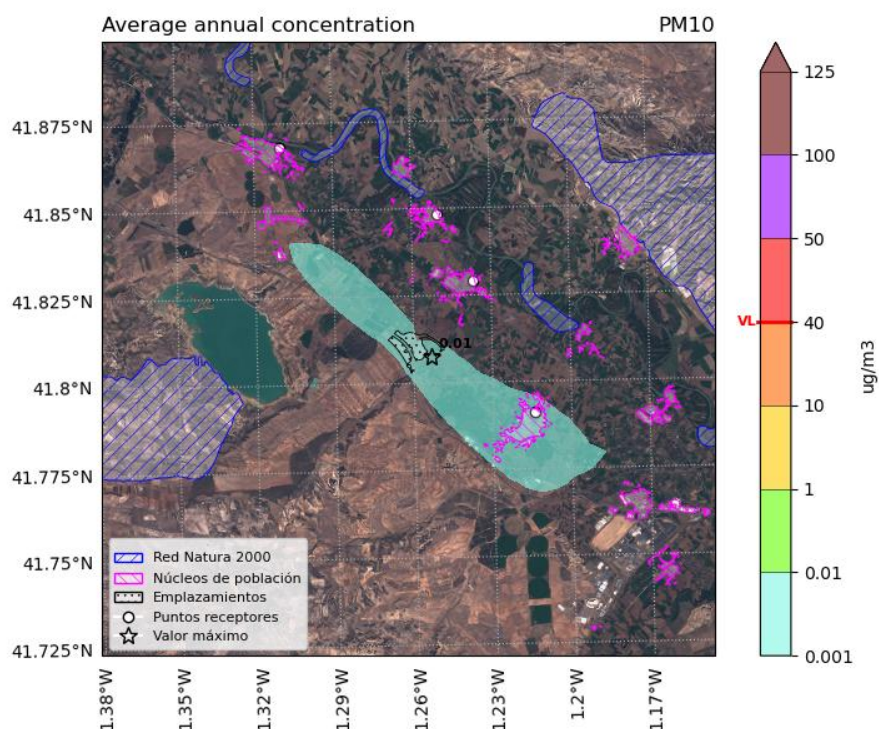 Average annual concentration PM10
41.875°N
41.85°N
41.825°N
41.8°N
41.775°N
41.75°N
41.725°N
0.01
Red Natura 2000
Núcleos de población
Emplazamientos
Puntos receptores
Valor máximo
1.38°W
1.35°W
1.32°W
1.29°W
1.26°W
1.23°W
1.2°W
1.17°W
125
100
50
VL 40
10
1
0.01
0.001
ug/m3